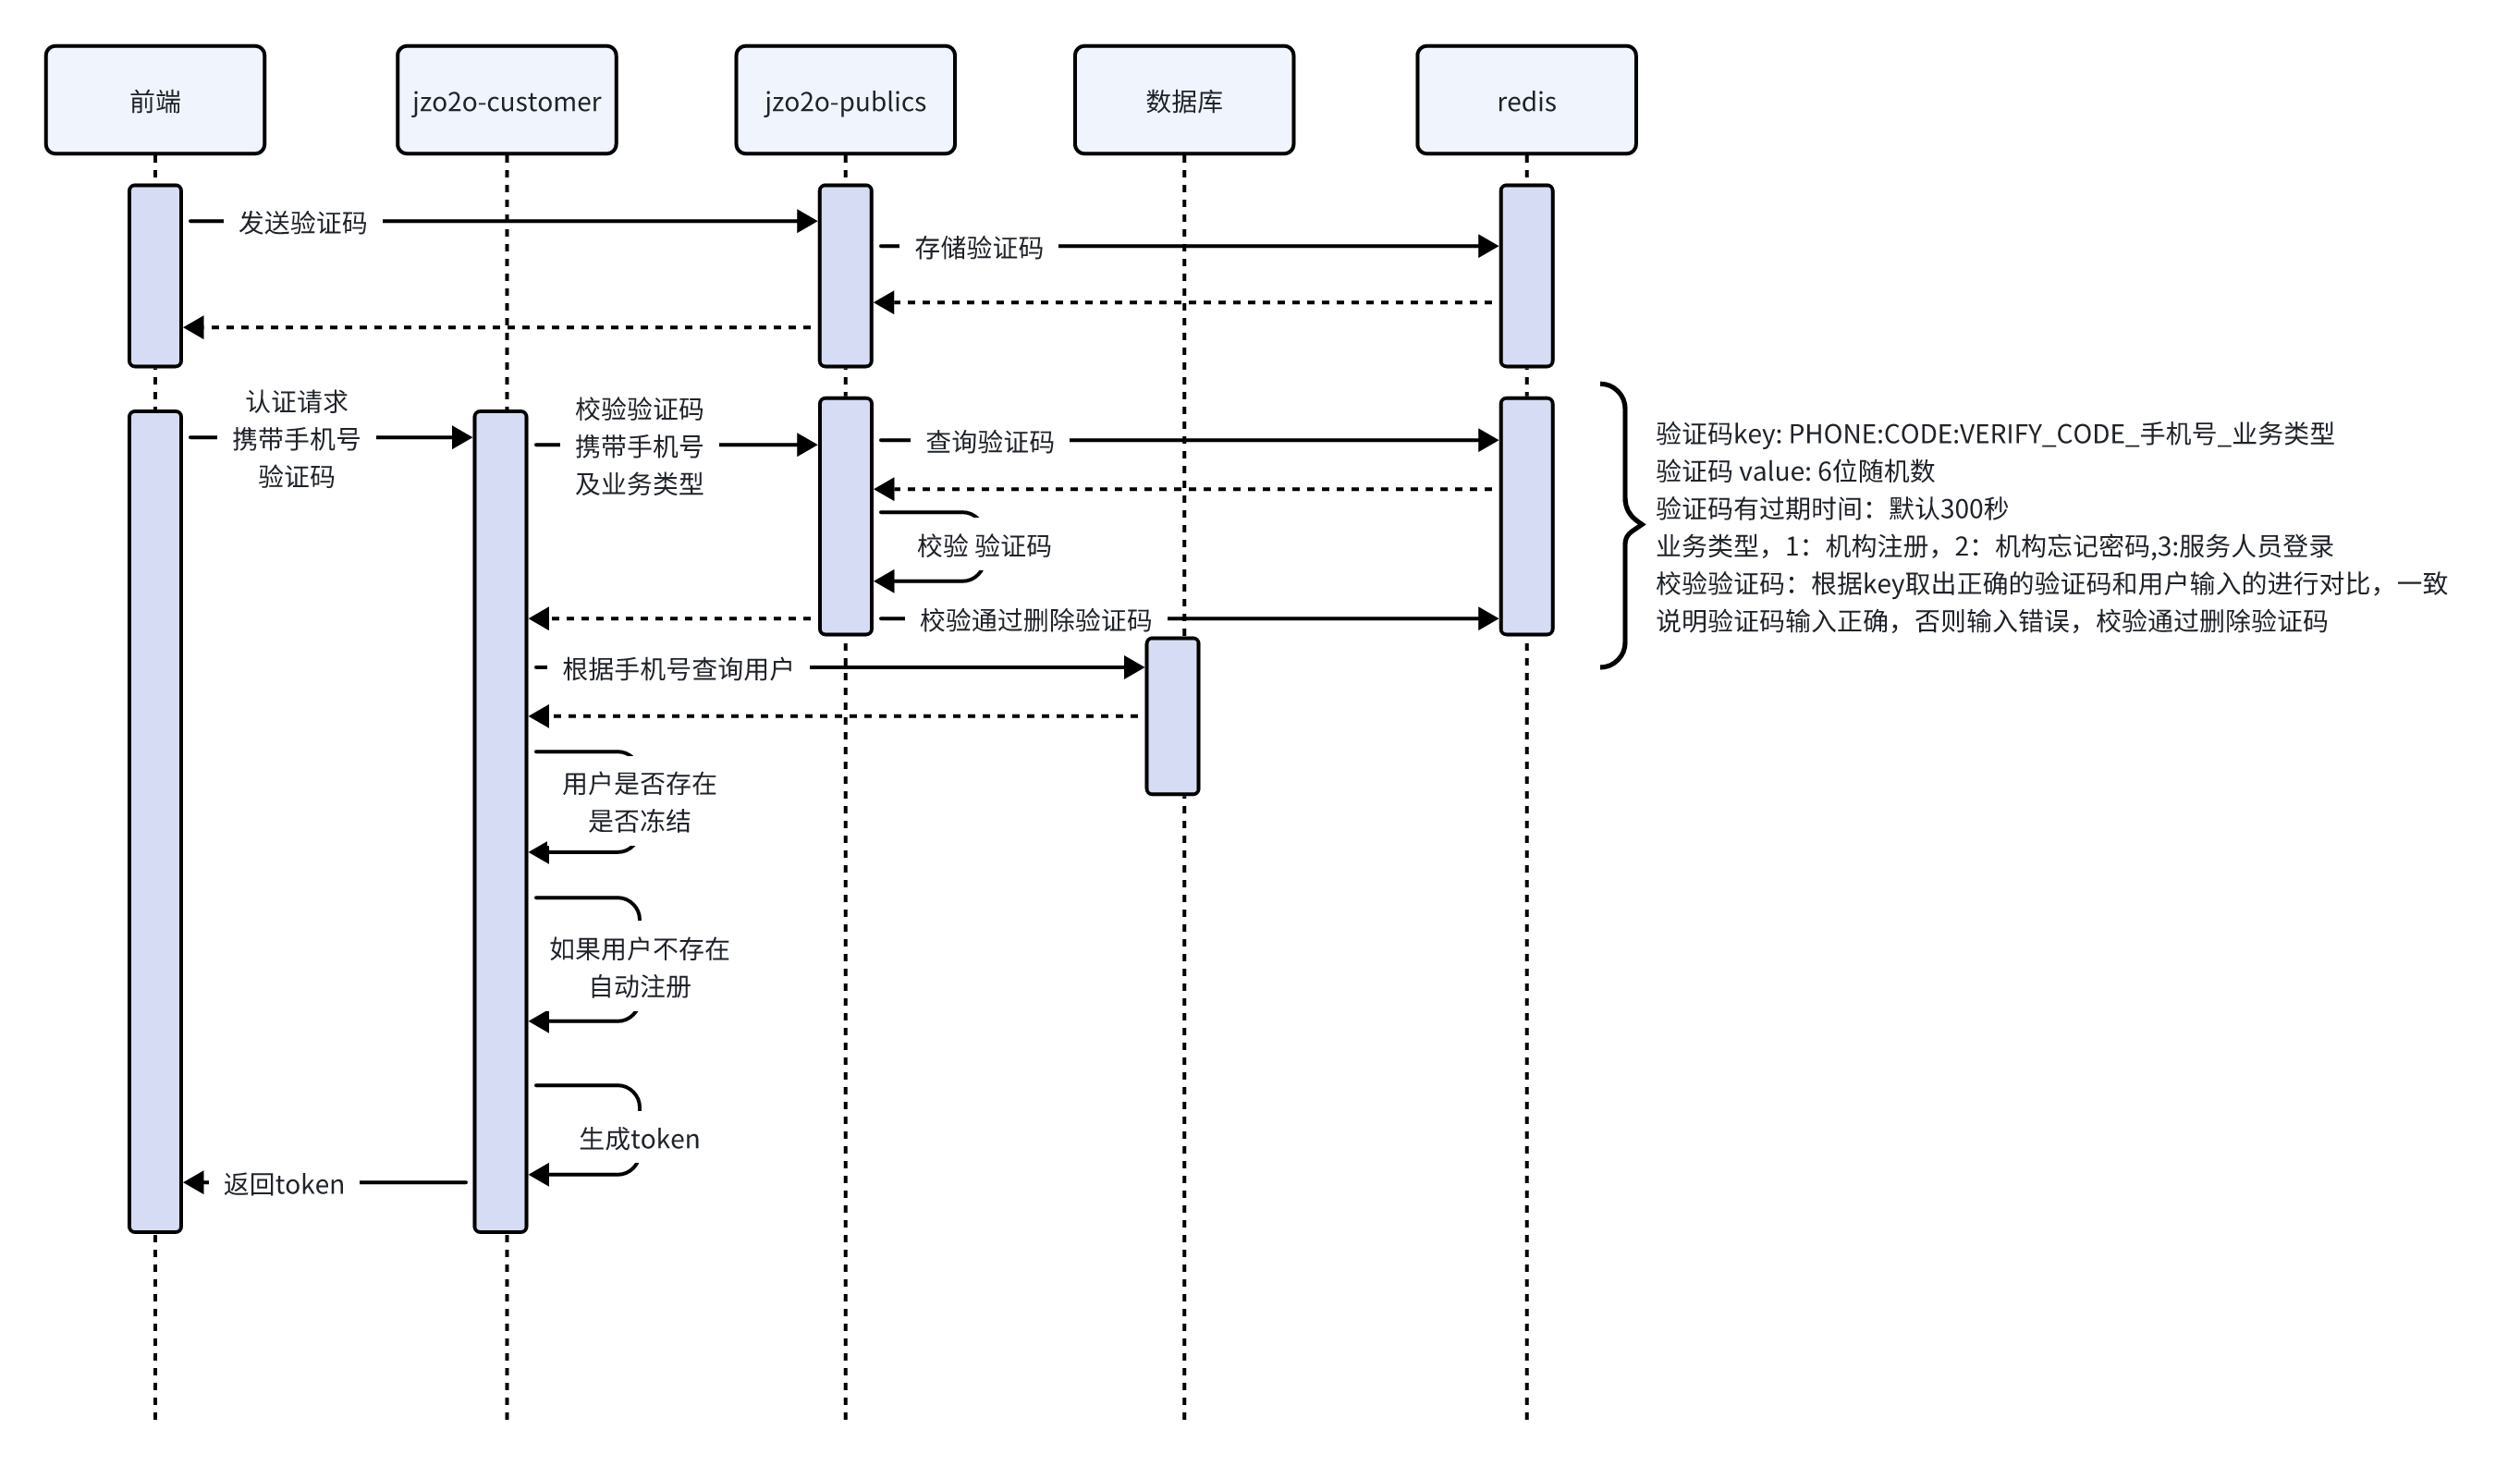 前端
jzo2o-customer
jzo2o-publics
数据库
redis
发送验证码
存储验证码
认证请求
携带手机号
验证码
校验验证码
携带手机号
及业务类型
查询验证码
校验 验证码
校验通过删除验证码
验证码key: PHONE:CODE:VERIFY_CODE_手机号_业务类型
验证码 value: 6位随机数
验证码有过期时间：默认300秒
业务类型，1：机构注册，2：机构忘记密码,3:服务人员登录
校验验证码：根据key取出正确的验证码和用户输入的进行对比，一致
说明验证码输入正确，否则输入错误，校验通过删除验证码
根据手机号查询用户
用户是否存在
是否冻结
如果用户不存在
自动注册
生成token
返回token